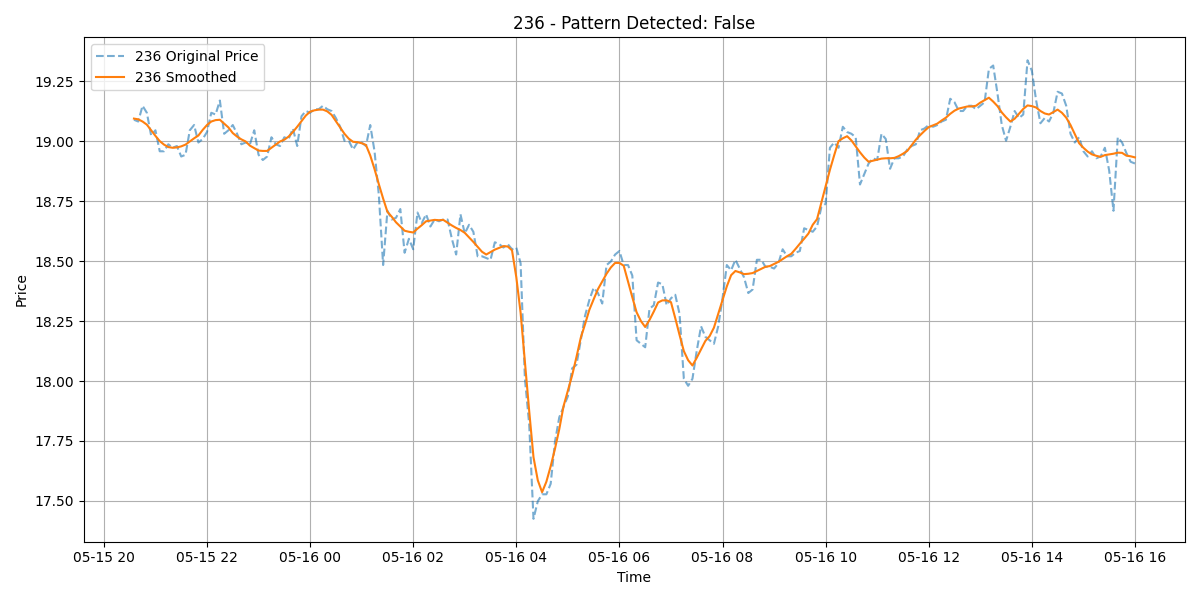 236 - Pattern Detected: False
236 Original Price
236 Smoothed
Price
19.25
19.00
18.75
18.50
18.25
18.00
17.75
17.50
05-15 20 05-15 22 05-16 00 05-16 02 05-16 04 05-16 06 05-16 08 05-16 10 05-16 12 05-16 14 05-16 16
Time